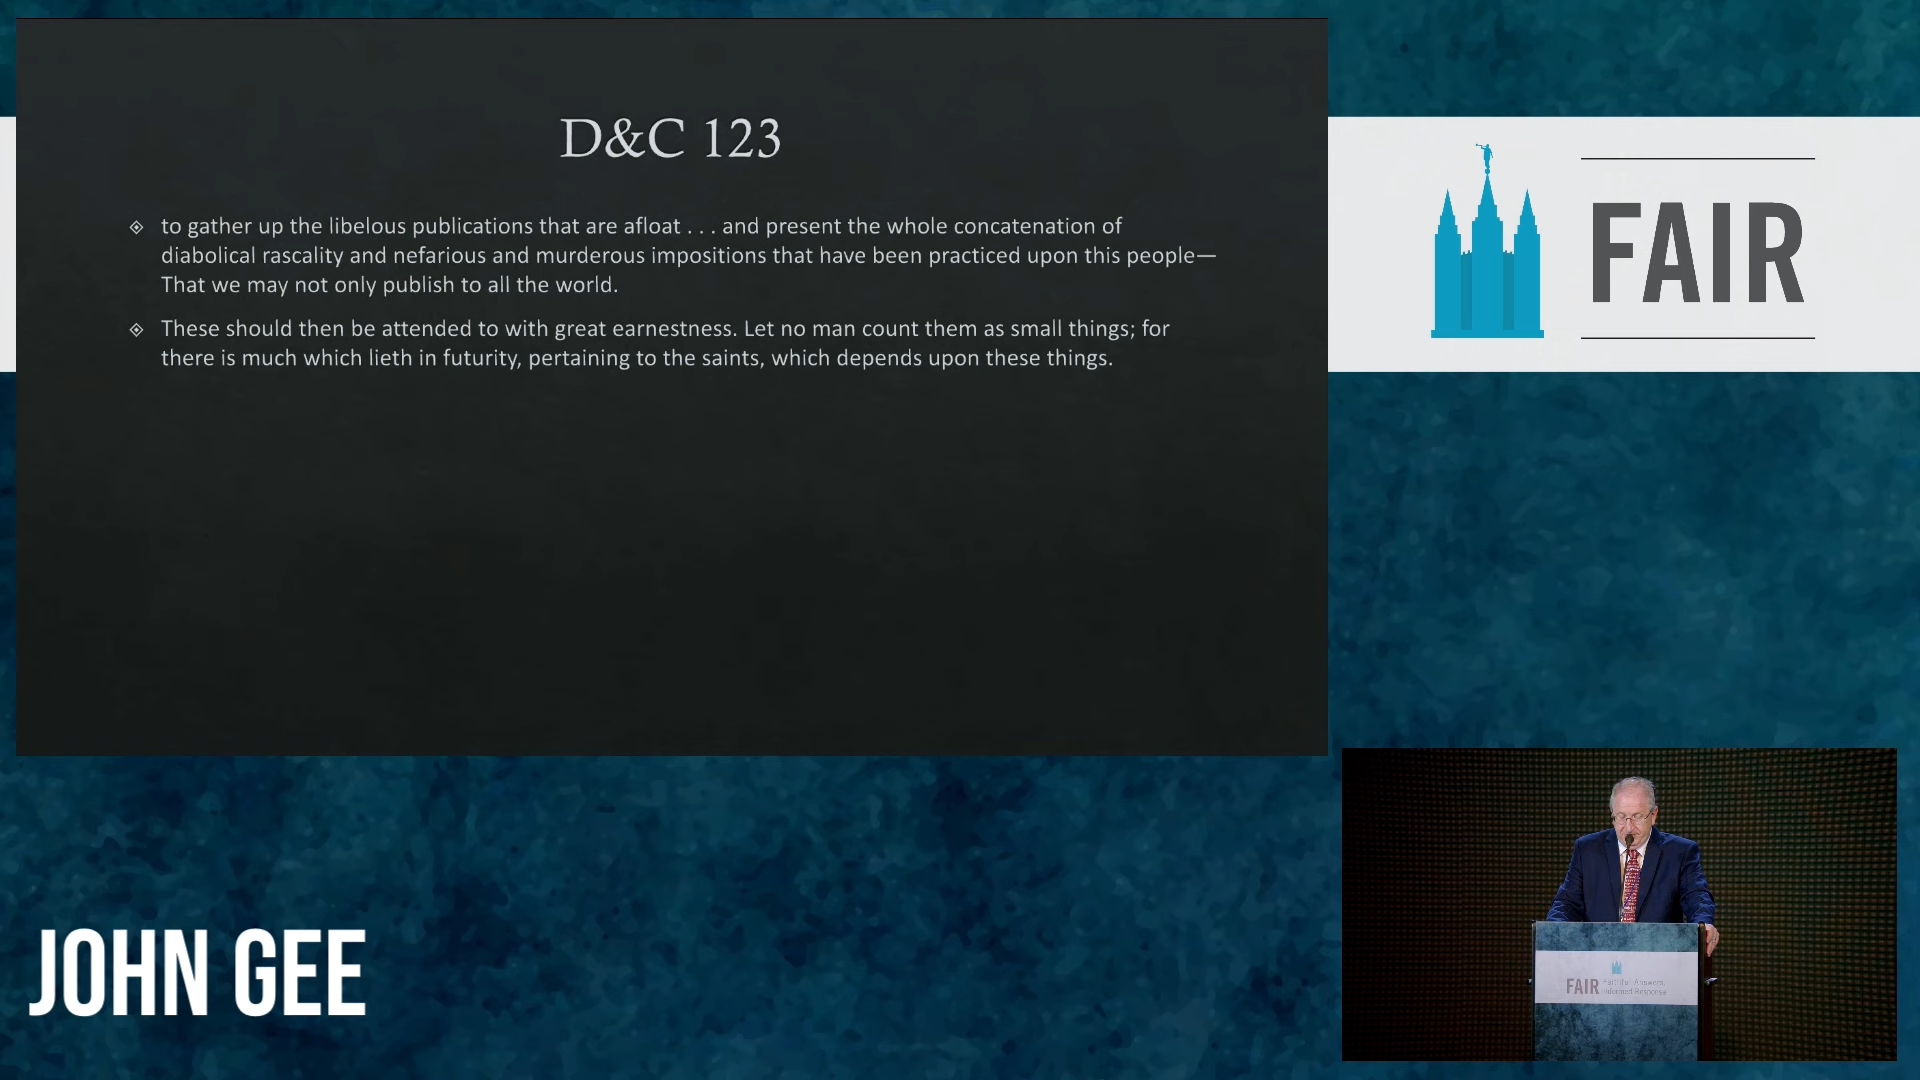 D&C 123
to gather up the libelous publications that are afloat . . . and present the whole concatenation of
diabolical rascality and nefarious and murderous impositions that have been practiced upon this people—
That we may not only publish to all the world.
These should then be attended to with great earnestness. Let no man count them as small things; for
there is much which lieth in futurity, pertaining to the saints, which depends upon these things.
FAIR
JOHN GEE
FAIR
Faithful Answers,
Informed Response